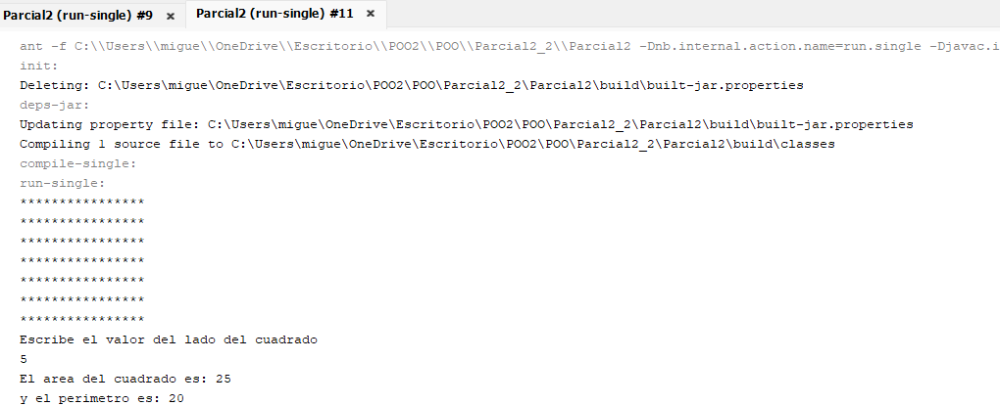 Parcial2 (run-single) #9 x Parcial2 (run-single) #11 x
ant -f C:\\Users\\migue\\OneDrive\\Escritorio\\POO2\\POO\\Parcial2_2\\Parcial2 -Dnb.internal.action.name=run.single -Djavac.i
init:
Deleting: C:\Users\migue\OneDrive\Escritorio\POO2\POO\Parcial2_2\Parcial2\build\built-jar.properties
deps-jar:
Updating property file: C:\Users\migue\OneDrive\Escritorio\POO2\POO\Parcial2_2\Parcial2\build\built-jar.properties
Compiling 1 source file to C:\Users\migue\OneDrive\Escritorio\POO2\POO\Parcial2_2\Parcial2\build\classes
compile-single:
run-single:
****************
****************
****************
****************
****************
****************
****************
Escribe el valor del lado del cuadrado
5
El area del cuadrado es: 25
y el perimetro es: 20